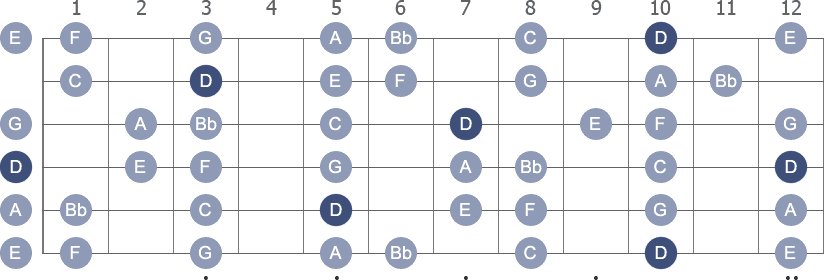 1 2 3 4 5 6 7 8 9 10 11 12
E F G A Bb C D E
C D E F G A Bb
G A Bb C D E F G
D E F G A Bb C D
A Bb C D E F G A
E F G A Bb C D E